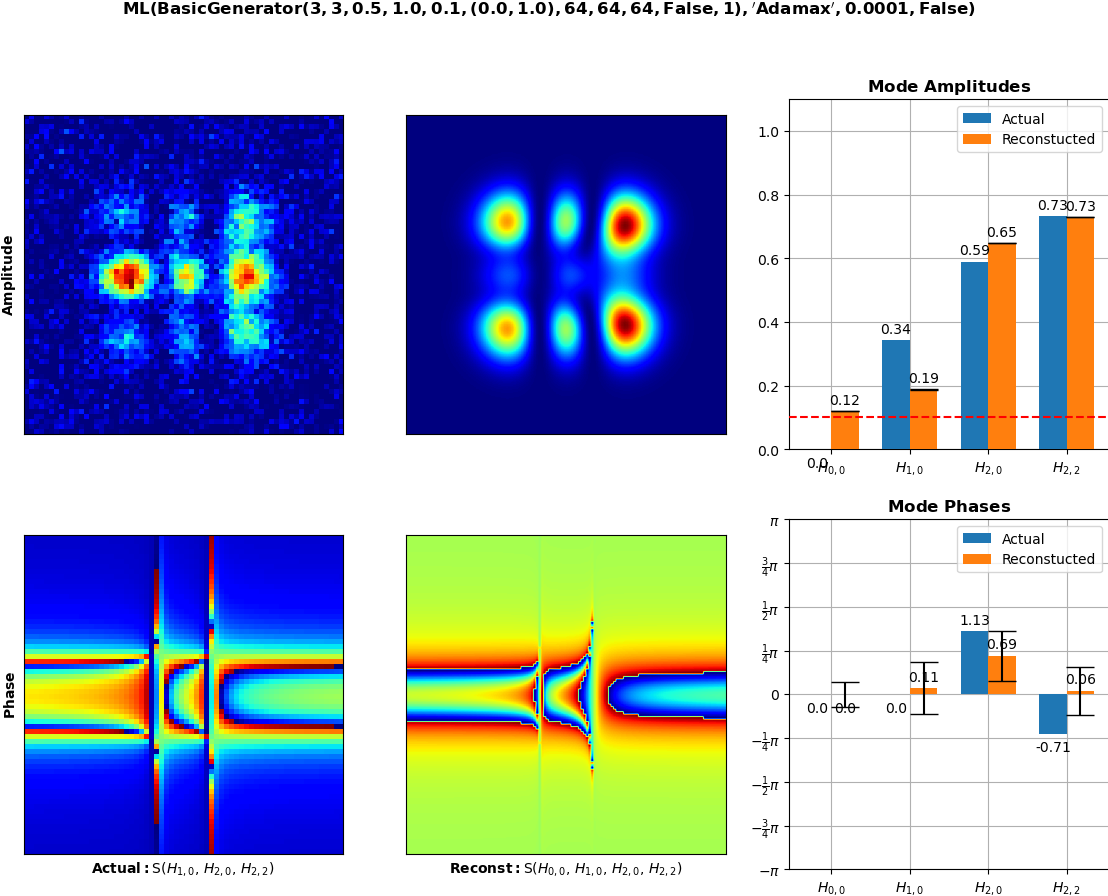 ML(BasicGenerator(3, 3, 0.5, 1.0, 0.1, (0.0, 1.0), 64, 64, 64, False, 1), ′Adamax′, 0.0001, False)
Amplitude
Mode Amplitudes
Actual
Reconstucted
1.0
0.8
0.6
0.4
0.2
0.0
0.0
0.12
0.34
0.19
0.59
0.65
0.73
0.73
H0,0
H1,0
H2,0
H2,2
Phase
Actual: S(H1,0, H2,0, H2,2)
Reconst: S(H0,0, H1,0, H2,0, H2,2)
Mode Phases
Actual
Reconstucted
π
3/4π
1/2π
1/4π
0
−1/4π
−1/2π
−3/4π
−π
0.0
0.0
0.0
0.11
1.13
0.69
-0.71
0.06
H0,0
H1,0
H2,0
H2,2